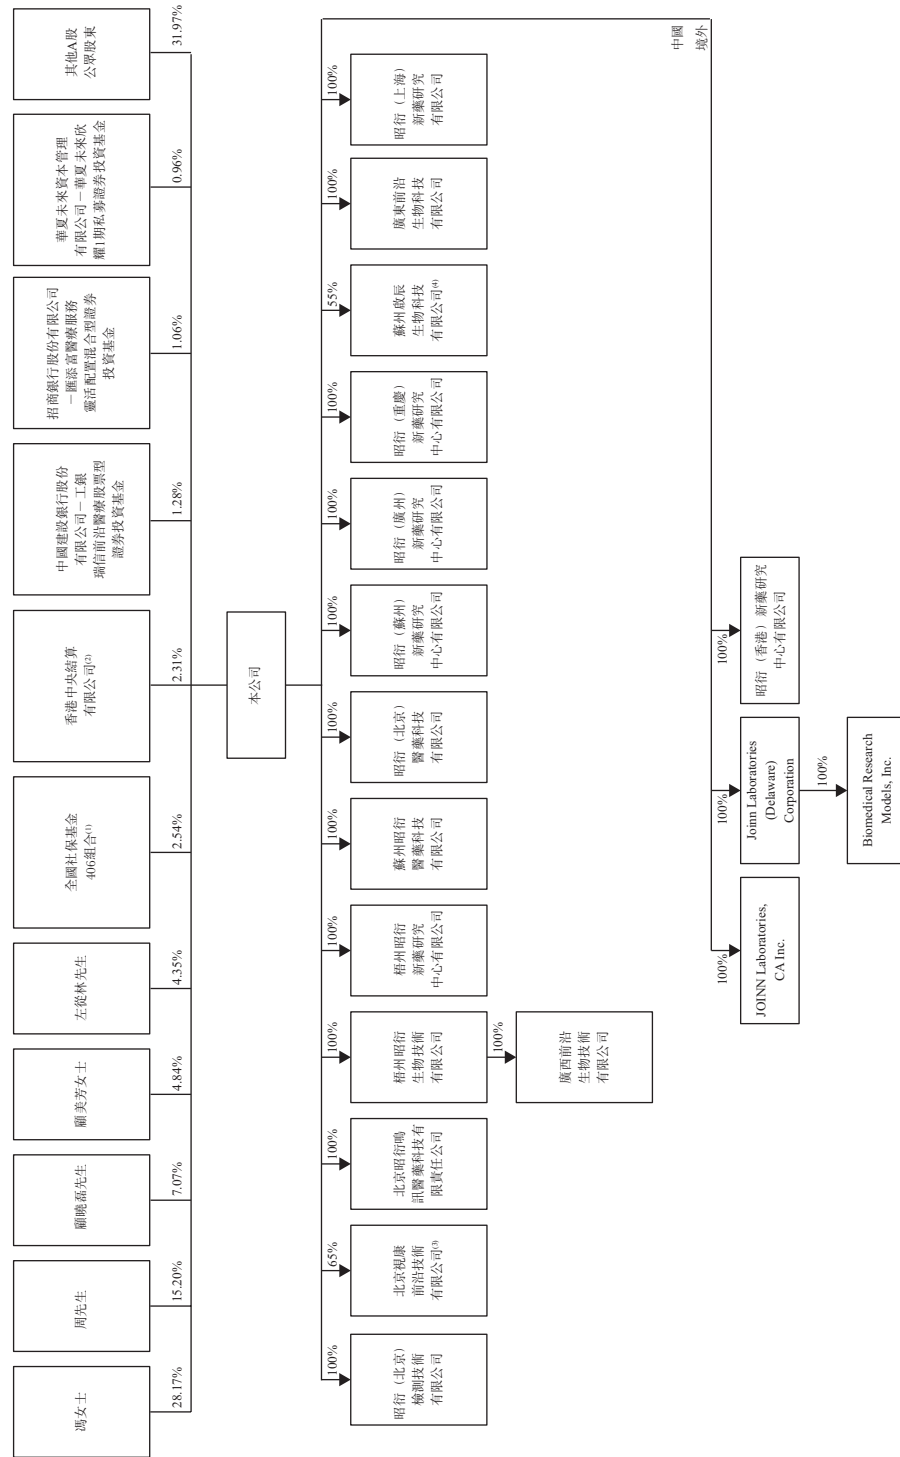 馮女士
28.17%
周先生
15.20%
顧曉磊先生
7.07%
顧美芳女士
4.84%
左從林先生
4.35%
全國社保基金
406組合(1)
2.54%
香港中央結算
有限公司(2)
2.31%
中國建設銀行股份
有限公司－工銀
瑞信前沿醫療股票型
證券投資基金
1.28%
招商銀行股份有限公司
－匯添富醫療服務
靈活配置混合型證券
投資基金
1.06%
華夏未來資本管理
有限公司－華夏未來欣
耀1期私募證券投資基金
0.96%
其他A股
公眾股東
31.97%
本公司
100%
昭衍（北京）
檢測技術
有限公司
65%
北京視康
前沿技術
有限公司(3)
100%
北京昭衍鳴
訊醫藥科技有
限責任公司
100%
梧州昭衍
生物技術
有限公司
100%
廣西前沿
生物技術
有限公司
100%
梧州昭衍
新藥研究
中心有限公司
100%
蘇州昭衍
醫藥科技
有限公司
100%
昭衍（北京）
醫藥科技
有限公司
100%
昭衍（蘇州）
新藥研究
中心有限公司
100%
昭衍（廣州）
新藥研究
中心有限公司
100%
昭衍（重慶）
新藥研究
中心有限公司
55%
蘇州啟辰
生物科技
有限公司(4)
100%
廣東前沿
生物科技
有限公司
100%
昭衍（上海）
新藥研究
有限公司
中國
境外
100%
JOINN Laboratories,
CA Inc.
100%
Joinn Laboratories
(Delaware)
Corporation
100%
Biomedical Research
Models, Inc.
100%
昭衍（香港）新藥研究
中心有限公司